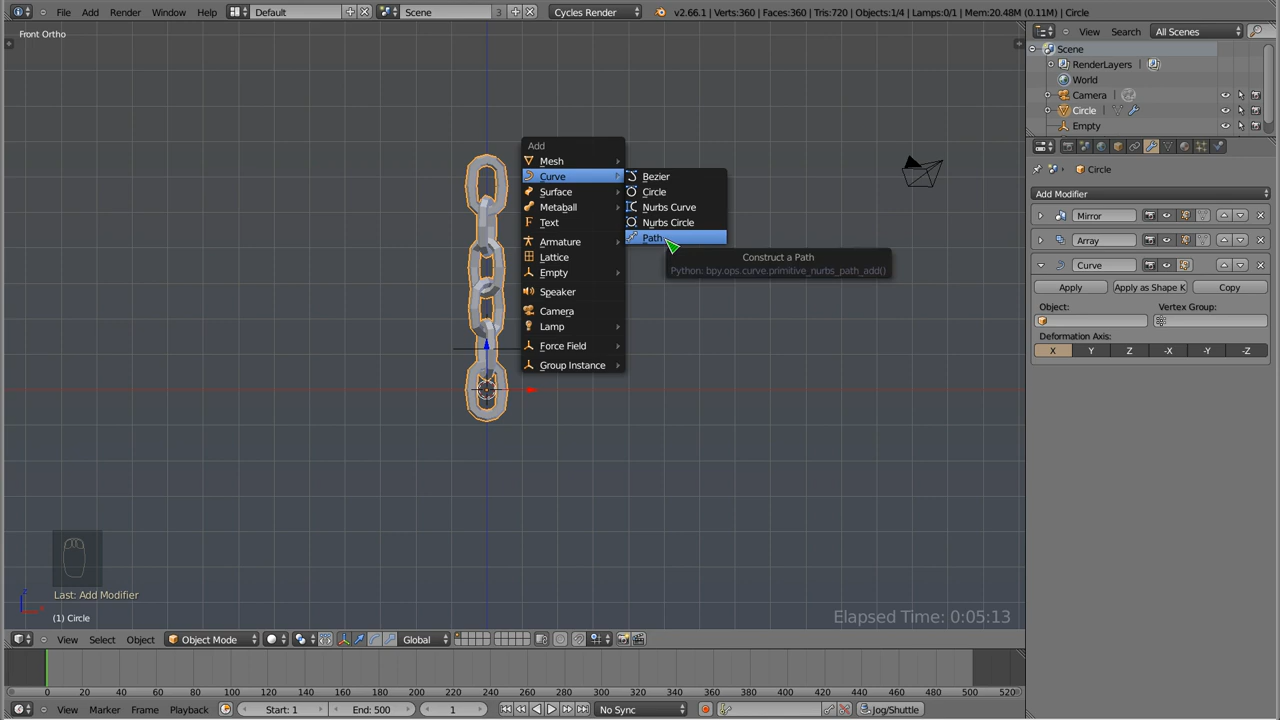 File Add Render Window Help Default Scene 3 Cycles Render v2.66.1 | Verts:360 | Faces:360 | Tris:720 | Objects:1/4 | Lamps:0/1 | Mem:20.48M (0.11M) | Circle
Front Ortho
View Search All Scenes
Scene
RenderLayers
World
Camera
Circle
Empty
Circle
Add Modifier
Mirror
Array
Curve
Apply Apply as Shape K Copy
Object: Vertex Group:
Deformation Axis:
X Y Z -X -Y -Z
Add
Mesh
Curve
Surface
Metaball
Text
Armature
Lattice
Empty
Speaker
Camera
Lamp
Force Field
Group Instance
Bezier
Circle
Nurbs Curve
Nurbs Circle
Path
Construct a Path
Python: bpy.ops.curve.primitive_nurbs_path_add()
Last: Add Modifier
(1) Circle
Elapsed Time: 0:05:13
View Select Object Object Mode Global
0 20 40 60 80 100 120 140 160 180 200 220 240 260 280 300 320 340 360 380 400 420 440 460 480 500 520
View Marker Frame Playback Start: 1 End: 500 1 No Sync Jog/Shuttle